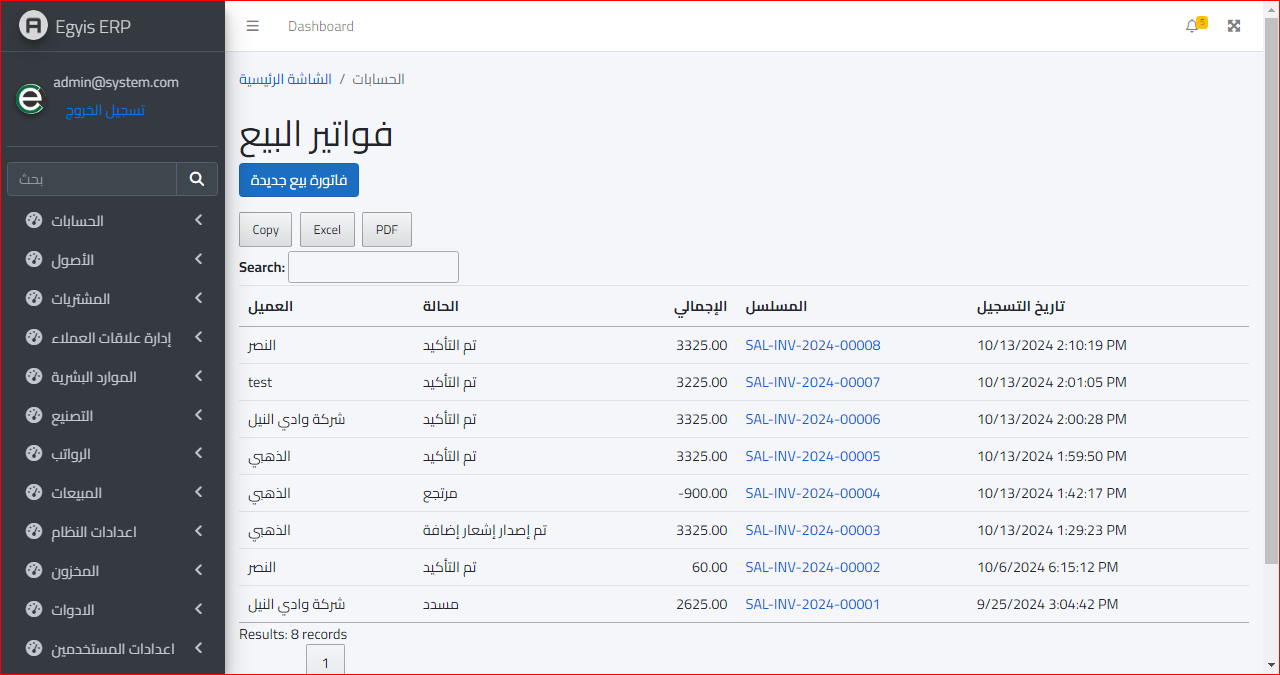 Egyis ERP
Dashboard
5
admin@system.com
تسجيل الخروج
بحث
الحسابات
الأصول
المشتريات
إدارة علاقات العملاء
الموارد البشرية
التصنيع
الرواتب
المبيعات
اعدادات النظام
المخزون
الادوات
اعدادات المستخدمين
الشاشة الرئيسية / الحسابات
فواتير البيع
فاتورة بيع جديدة
Copy Excel PDF
Search:
العميل الحالة الإجمالي المسلسل تاريخ التسجيل
النصر تم التأكيد 3325.00 SAL-INV-2024-00008 10/13/2024 2:10:19 PM
test تم التأكيد 3225.00 SAL-INV-2024-00007 10/13/2024 2:01:05 PM
شركة وادي النيل تم التأكيد 3325.00 SAL-INV-2024-00006 10/13/2024 2:00:28 PM
الذهبي تم التأكيد 3325.00 SAL-INV-2024-00005 10/13/2024 1:59:50 PM
الذهبي مرتجع -900.00 SAL-INV-2024-00004 10/13/2024 1:42:17 PM
الذهبي تم إصدار إشعار إضافة 3325.00 SAL-INV-2024-00003 10/13/2024 1:29:23 PM
النصر تم التأكيد 60.00 SAL-INV-2024-00002 10/6/2024 6:15:12 PM
شركة وادي النيل مسدد 2625.00 SAL-INV-2024-00001 9/25/2024 3:04:42 PM
Results: 8 records
1